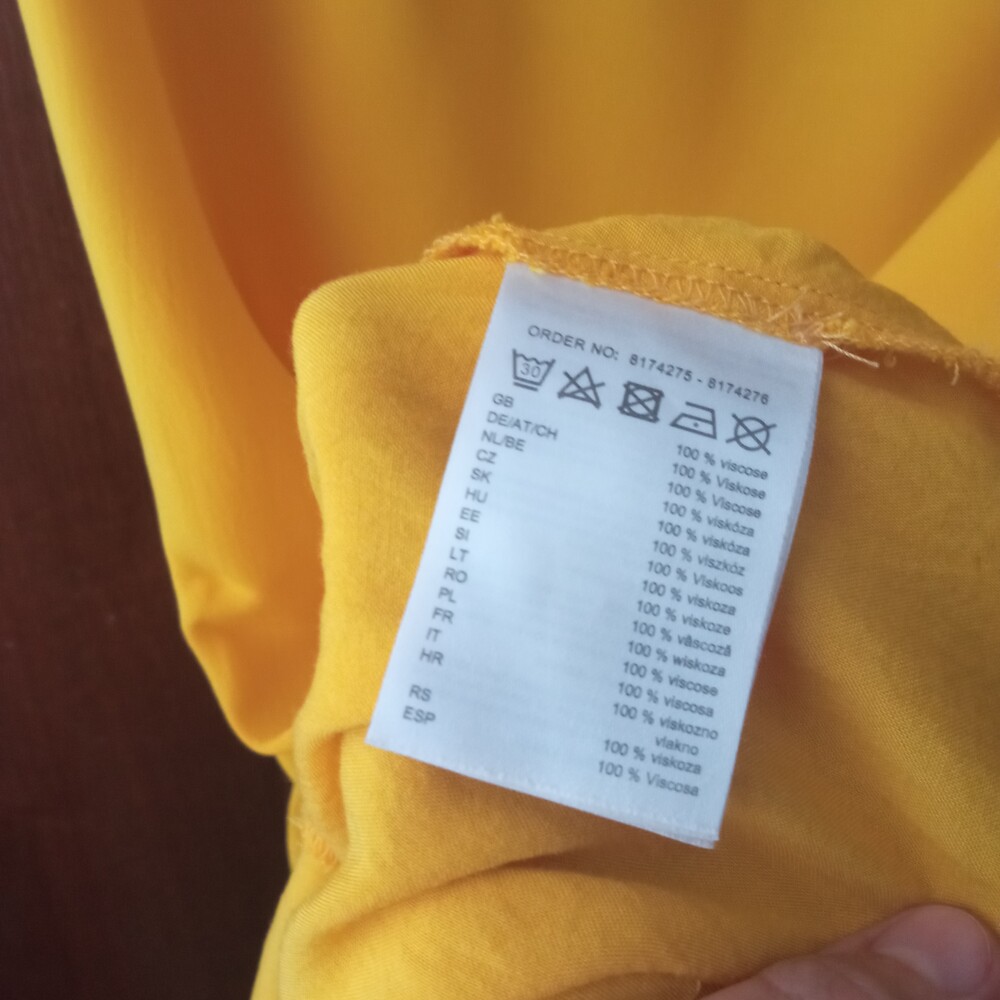 ORDER NO: 8174275 - 8174276
30
GB 100 % viscose
DE/AT/CH 100 % Viskose
NL/BE 100 % Viscose
CZ 100 % viskóza
SK 100 % viskóza
HU 100 % viszkóz
EE 100 % Viskoos
SI 100 % viskoza
LT 100 % viskoze
RO 100 % vâscoză
PL 100 % wiskoza
FR 100 % viscose
IT 100 % viscosa
HR 100 % viskozno
vlakno
RS 100 % viskoza
ESP 100 % Viscosa